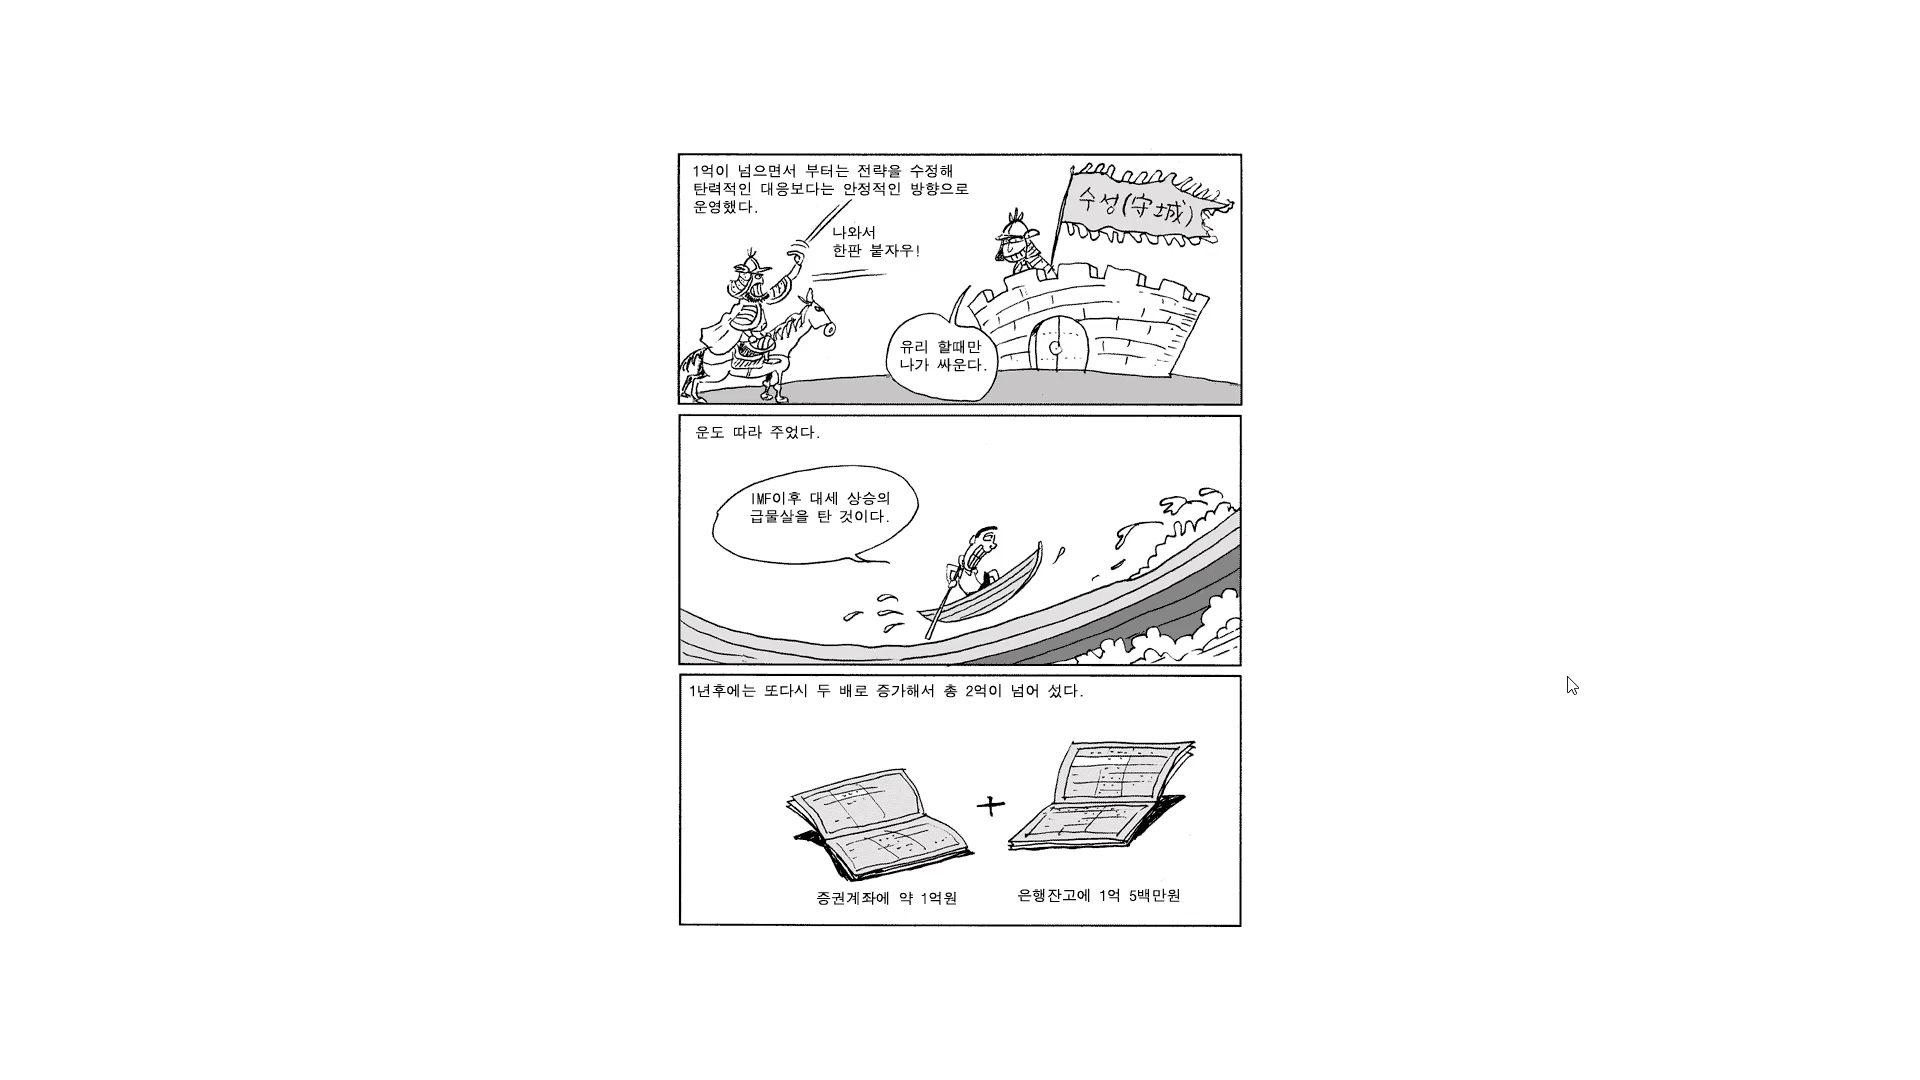 1억이 넘으면서 부터는 전략을 수정해
탄력적인 대응보다는 안정적인 방향으로
운영했다.
수성(守城)
나와서
한판 붙자우!
유리 할때만
나가 싸운다.
운도 따라 주었다.
IMF이후 대세 상승의
급물살을 탄 것이다.
1년후에는 또다시 두 배로 증가해서 총 2억이 넘어 섰다.
+
증권계좌에 약 1억원
은행잔고에 1억 5백만원